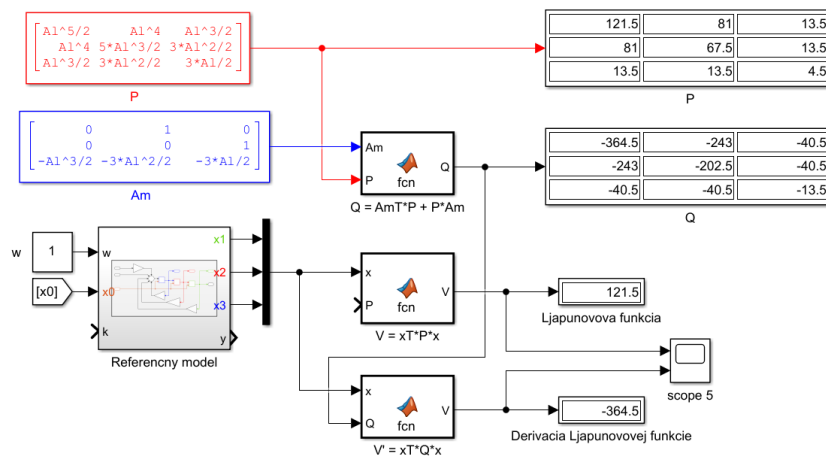 Al^5/2 Al^4 Al^3/2
Al^4 5*Al^3/2 3*Al^2/2
Al^3/2 3*Al^2/2 3*Al/2
P
121.5 81 13.5
81 67.5 13.5
13.5 13.5 4.5
P
0 1 0
0 0 1
-Al^3/2 -3*Al^2/2 -3*Al/2
Am
Am
P
Q
fcn
Q = AmT*P + P*Am
-364.5 -243 -40.5
-243 -202.5 -40.5
-40.5 -40.5 -13.5
Q
w
1
[x0]
w
x0
k
x1
x2
x3
y
Referencny model
x
P
V
fcn
V = xT*P*x
121.5
Ljapunovova funkcia
x
Q
V
fcn
V' = xT*Q*x
scope 5
-364.5
Derivacia Ljapunovovej funkcie